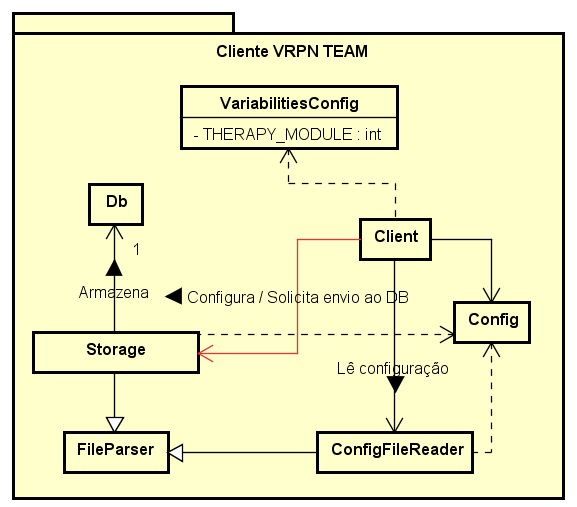 Cliente VRPN TEAM
VariabilitiesConfig
- THERAPY_MODULE : int
Db
1
Client
Armazena
Configura / Solicita envio ao DB
Config
Storage
Lê configuração
FileParser
ConfigFileReader